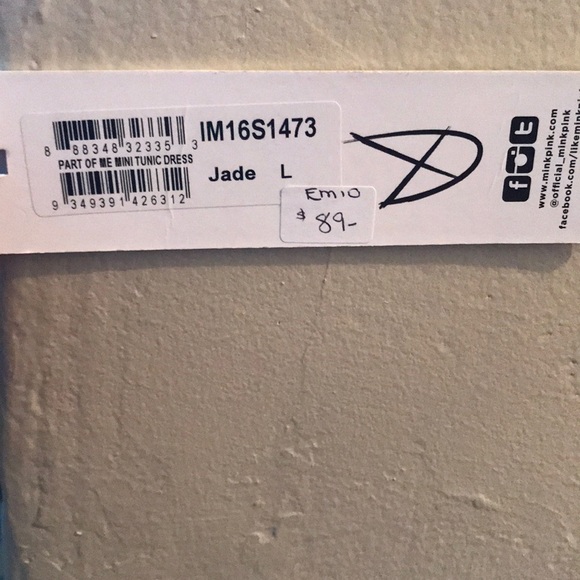 8 88348 32335 3
PART OF ME MINI TUNIC DRESS
9 349391 426312
IM16S1473
Jade L
EMIO
$89-
www.minkpink.com
@official_minkpink